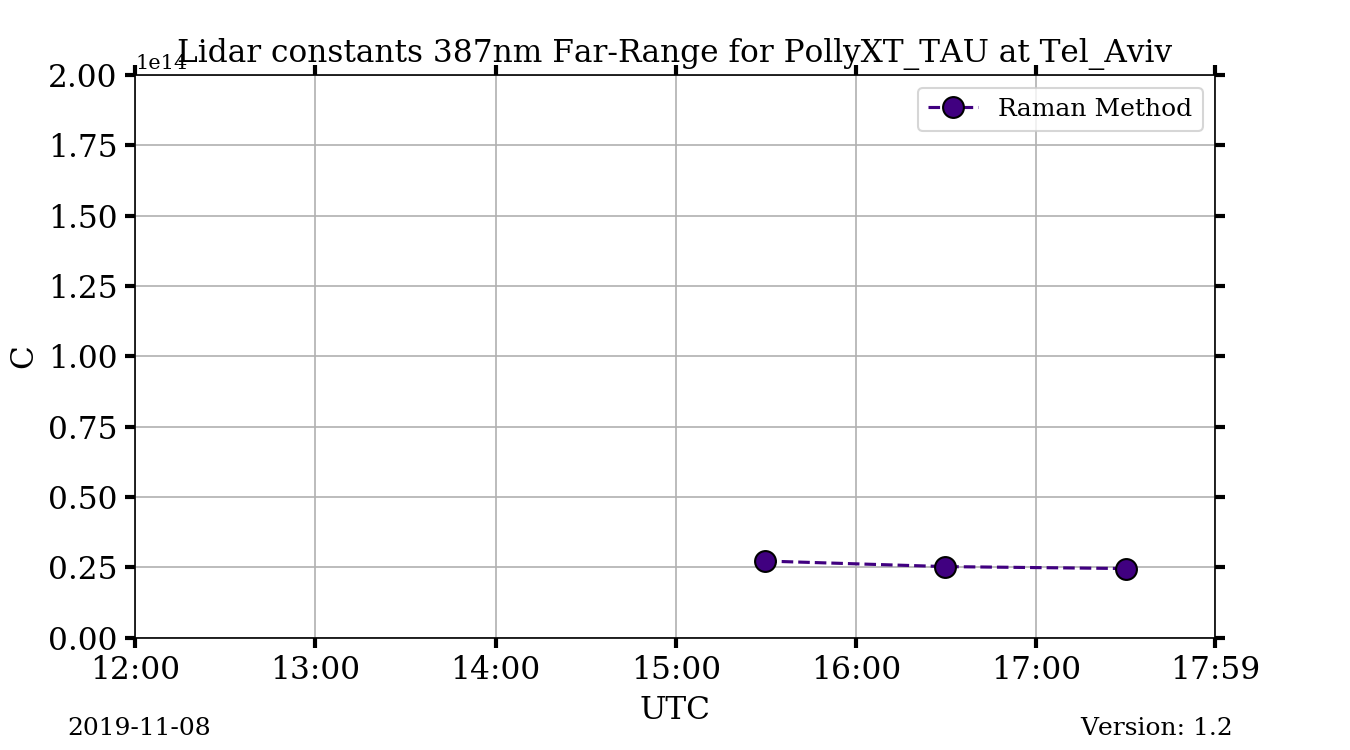 Lidar constants 387nm Far-Range for PollyXT_TAU at Tel_Aviv
1e14
2.00
1.75
1.50
1.25
1.00
0.75
0.50
0.25
0.00
C
Raman Method
12:00 13:00 14:00 15:00 16:00 17:00 17:59
UTC
2019-11-08 Version: 1.2